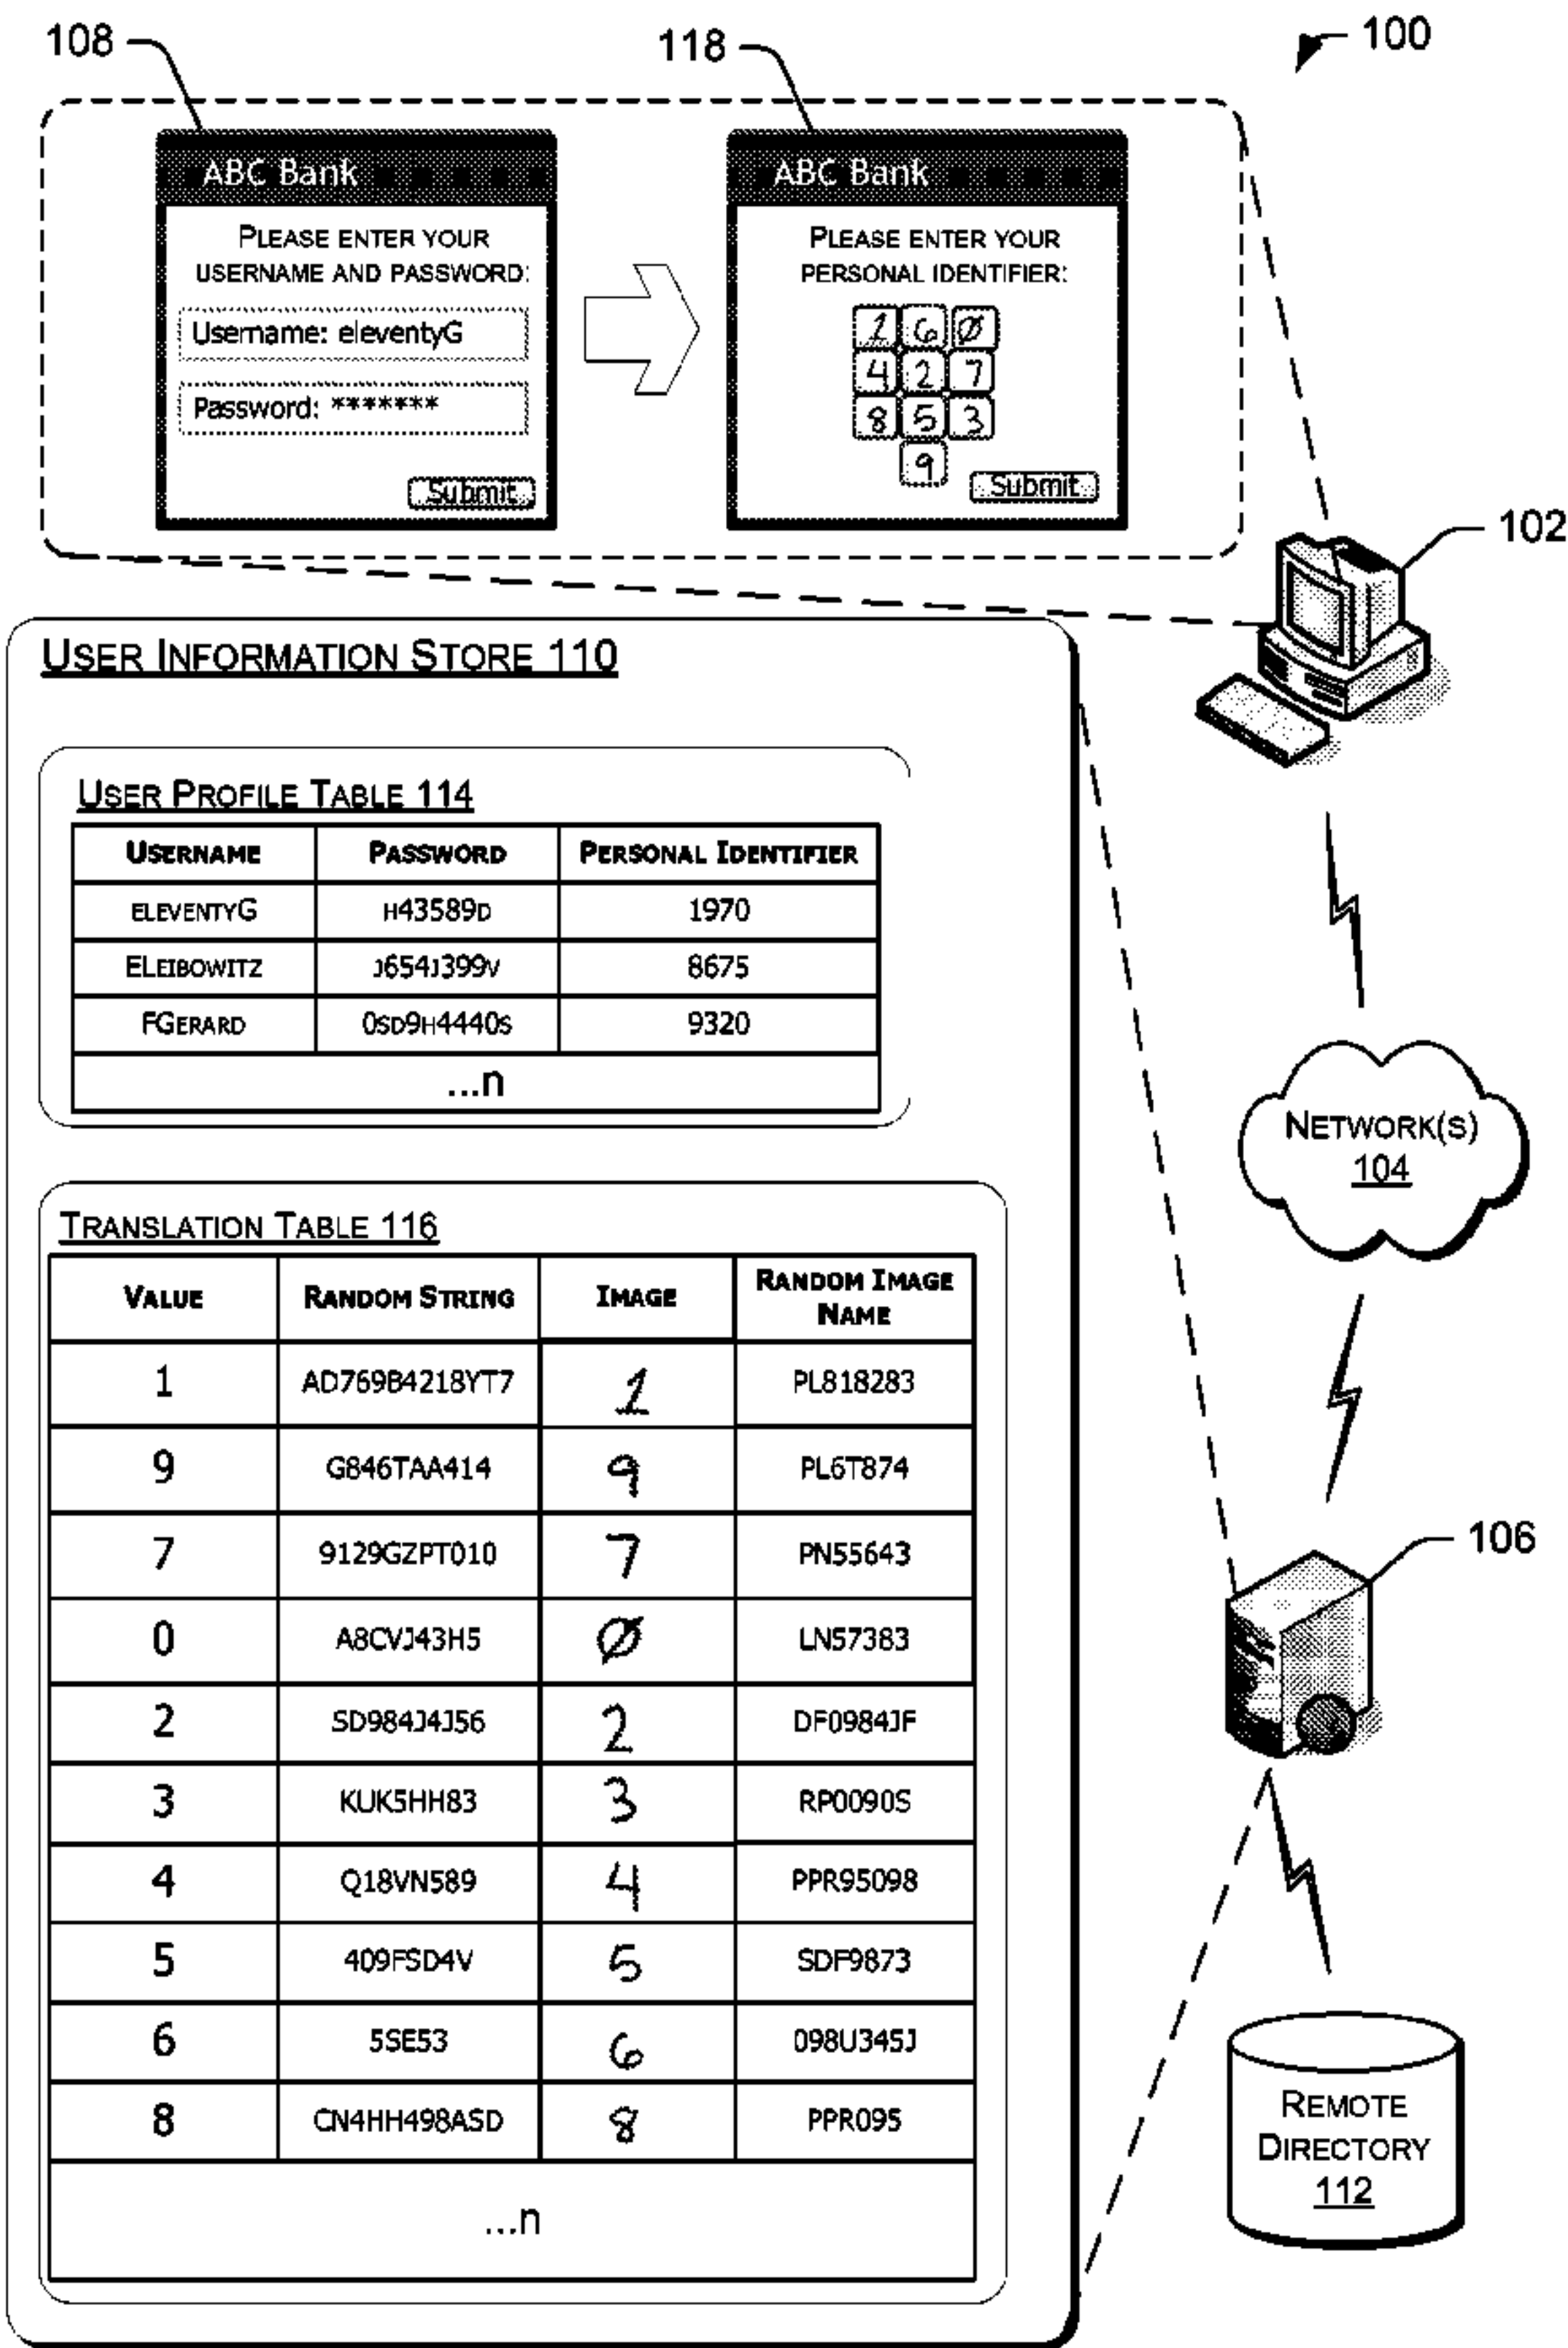 108
118
100
ABC Bank
PLEASE ENTER YOUR
USERNAME AND PASSWORD:
Username: eleventyG
Password: *******
Submit
ABC Bank
PLEASE ENTER YOUR
PERSONAL IDENTIFIER:
1 6 0
4 2 7
8 5 3
9
Submit
102
USER INFORMATION STORE 110
USER PROFILE TABLE 114
USERNAME PASSWORD PERSONAL IDENTIFIER
ELEVENTYG H43589D 1970
ELEIBOWITZ J654J399V 8675
FGERARD 0SD9H4440S 9320
...n
NETWORK(S)
104
TRANSLATION TABLE 116
VALUE RANDOM STRING IMAGE RANDOM IMAGE NAME
1 AD769B4218YT7 1 PL818283
9 G846TAA414 9 PL6T874
7 9129GZPT010 7 PN55643
0 A8CVJ43H5 0 LN57383
2 SD984J4J56 2 DF0984JF
3 KUK5HH83 3 RP0090S
4 Q18VN589 4 PPR95098
5 409FSD4V 5 SDF9873
6 5SE53 6 098U345J
8 CN4HH498ASD 8 PPR095
...n
106
REMOTE
DIRECTORY
112